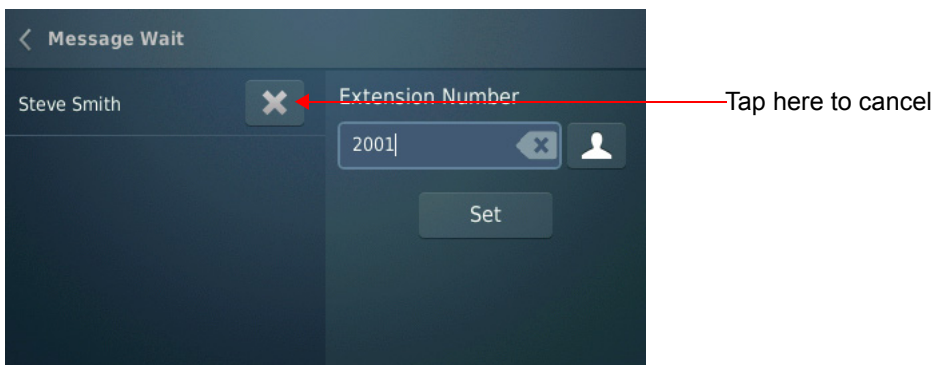 Message Wait
Steve Smith
Extension Number
2001
Set
Tap here to cancel